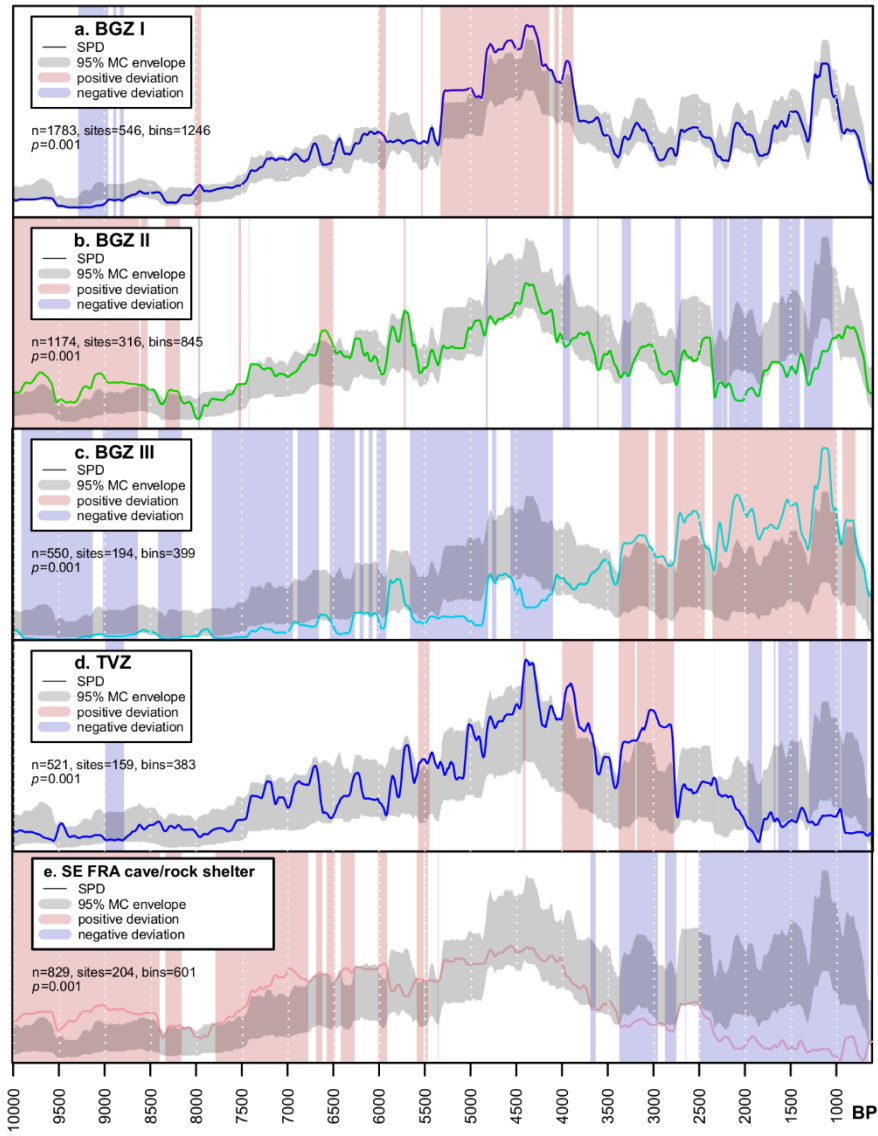 a. BGZ I
SPD
95% MC envelope
positive deviation
negative deviation
n=1783, sites=546, bins=1246
p=0.001
b. BGZ II
SPD
95% MC envelope
positive deviation
negative deviation
n=1174, sites=316, bins=845
p=0.001
c. BGZ III
SPD
95% MC envelope
positive deviation
negative deviation
n=550, sites=194, bins=399
p=0.001
d. TVZ
SPD
95% MC envelope
positive deviation
negative deviation
n=521, sites=159, bins=383
p=0.001
e. SE FRA cave/rock shelter
SPD
95% MC envelope
positive deviation
negative deviation
n=829, sites=204, bins=601
p=0.001
10000 9500 9000 8500 8000 7500 7000 6500 6000 5500 5000 4500 4000 3500 3000 2500 2000 1500 1000 BP